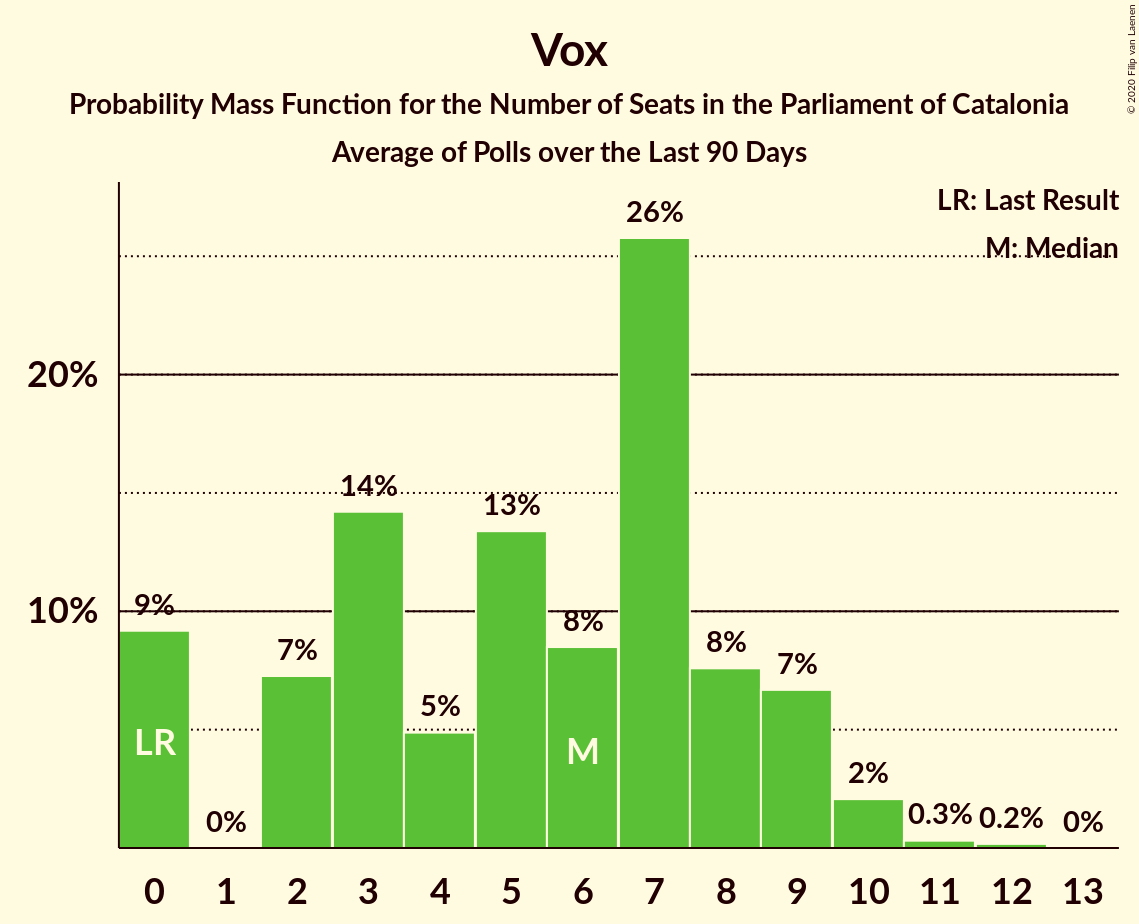 Vox
Probability Mass Function for the Number of Seats in the Parliament of Catalonia
Average of Polls over the Last 90 Days
© 2020 Filip van Laenen
LR: Last Result
M: Median
26%
20%
14%
13%
10%
9%
8%
8%
7%
7%
5%
LR
M
2%
0%
0.3%
0.2%
0%
0 1 2 3 4 5 6 7 8 9 10 11 12 13